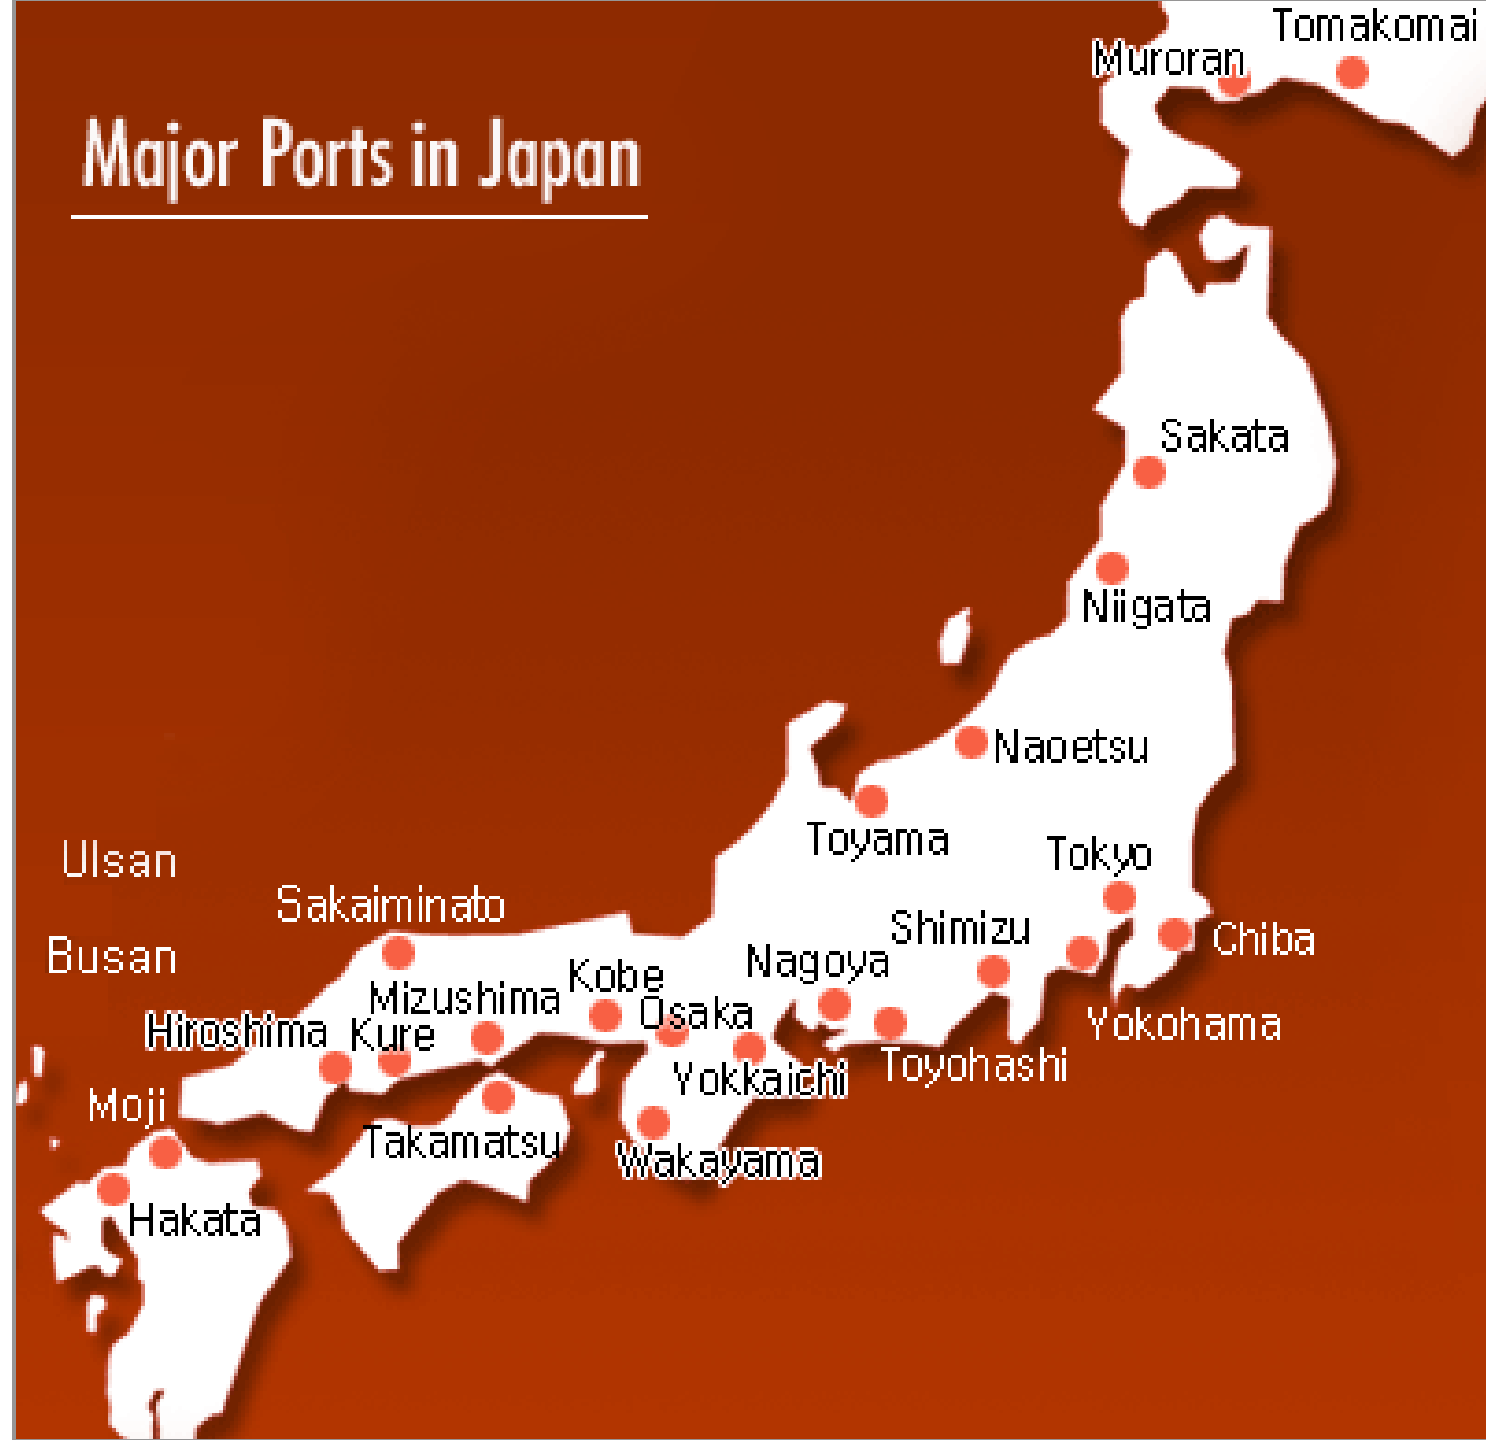 Tomakomai
Muroran
Major Ports in Japan
Sakata
Niigata
Naoetsu
Toyama
Tokyo
Ulsan
Sakaiminato
Shimizu
Chiba
Busan
Nagoya
Kobe
Mizushima
Osaka
Yokohama
Hiroshima
Kure
Toyohashi
Yokkaichi
Moji
Takamatsu
Wakayama
Hakata